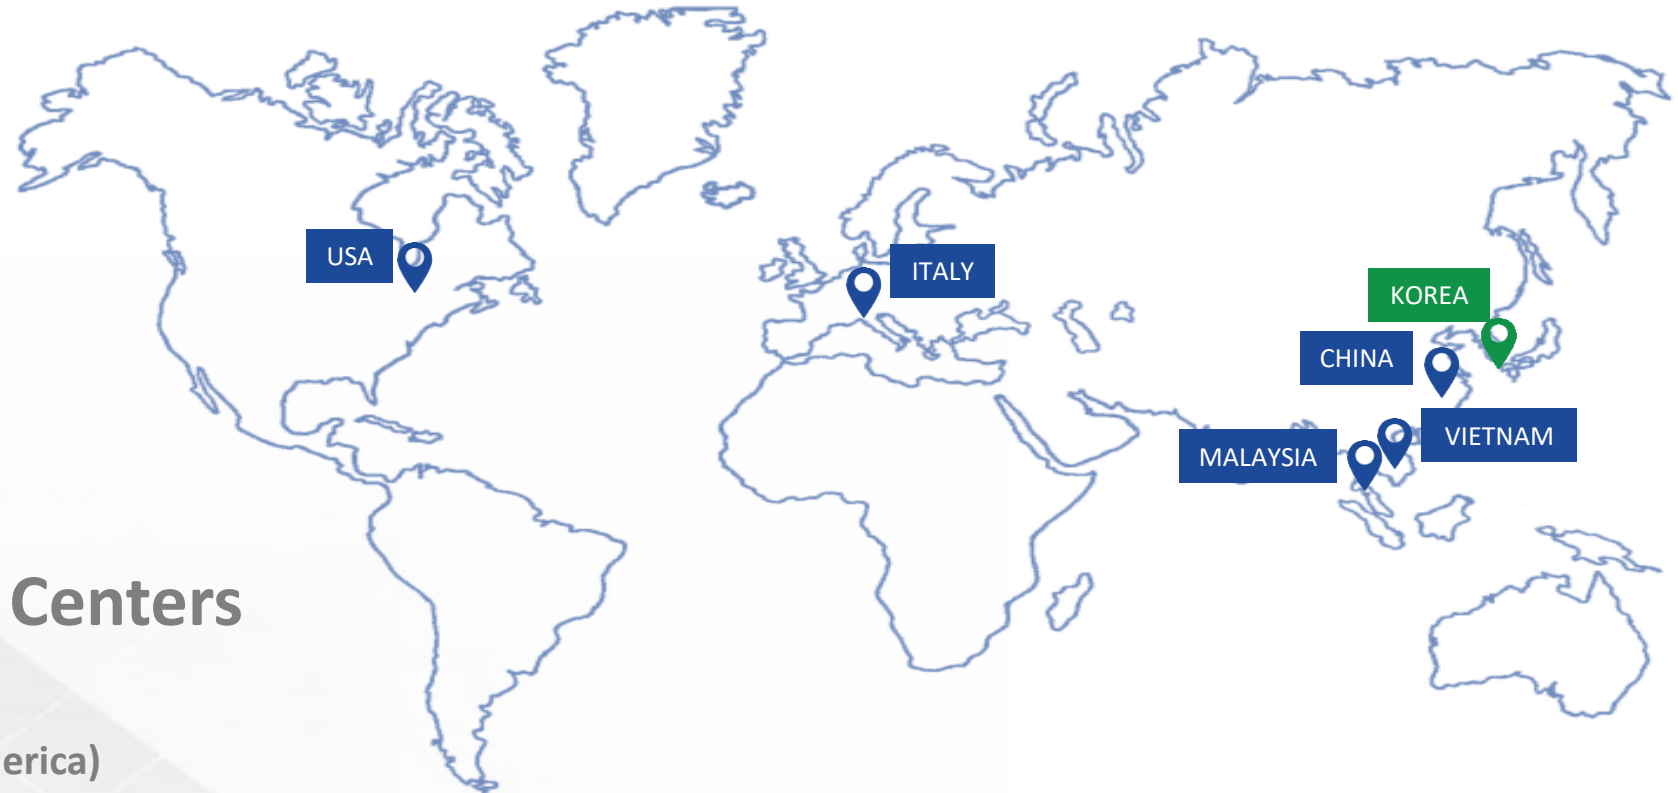 USA
ITALY
KOREA
CHINA
VIETNAM
MALAYSIA
Centers
erica)